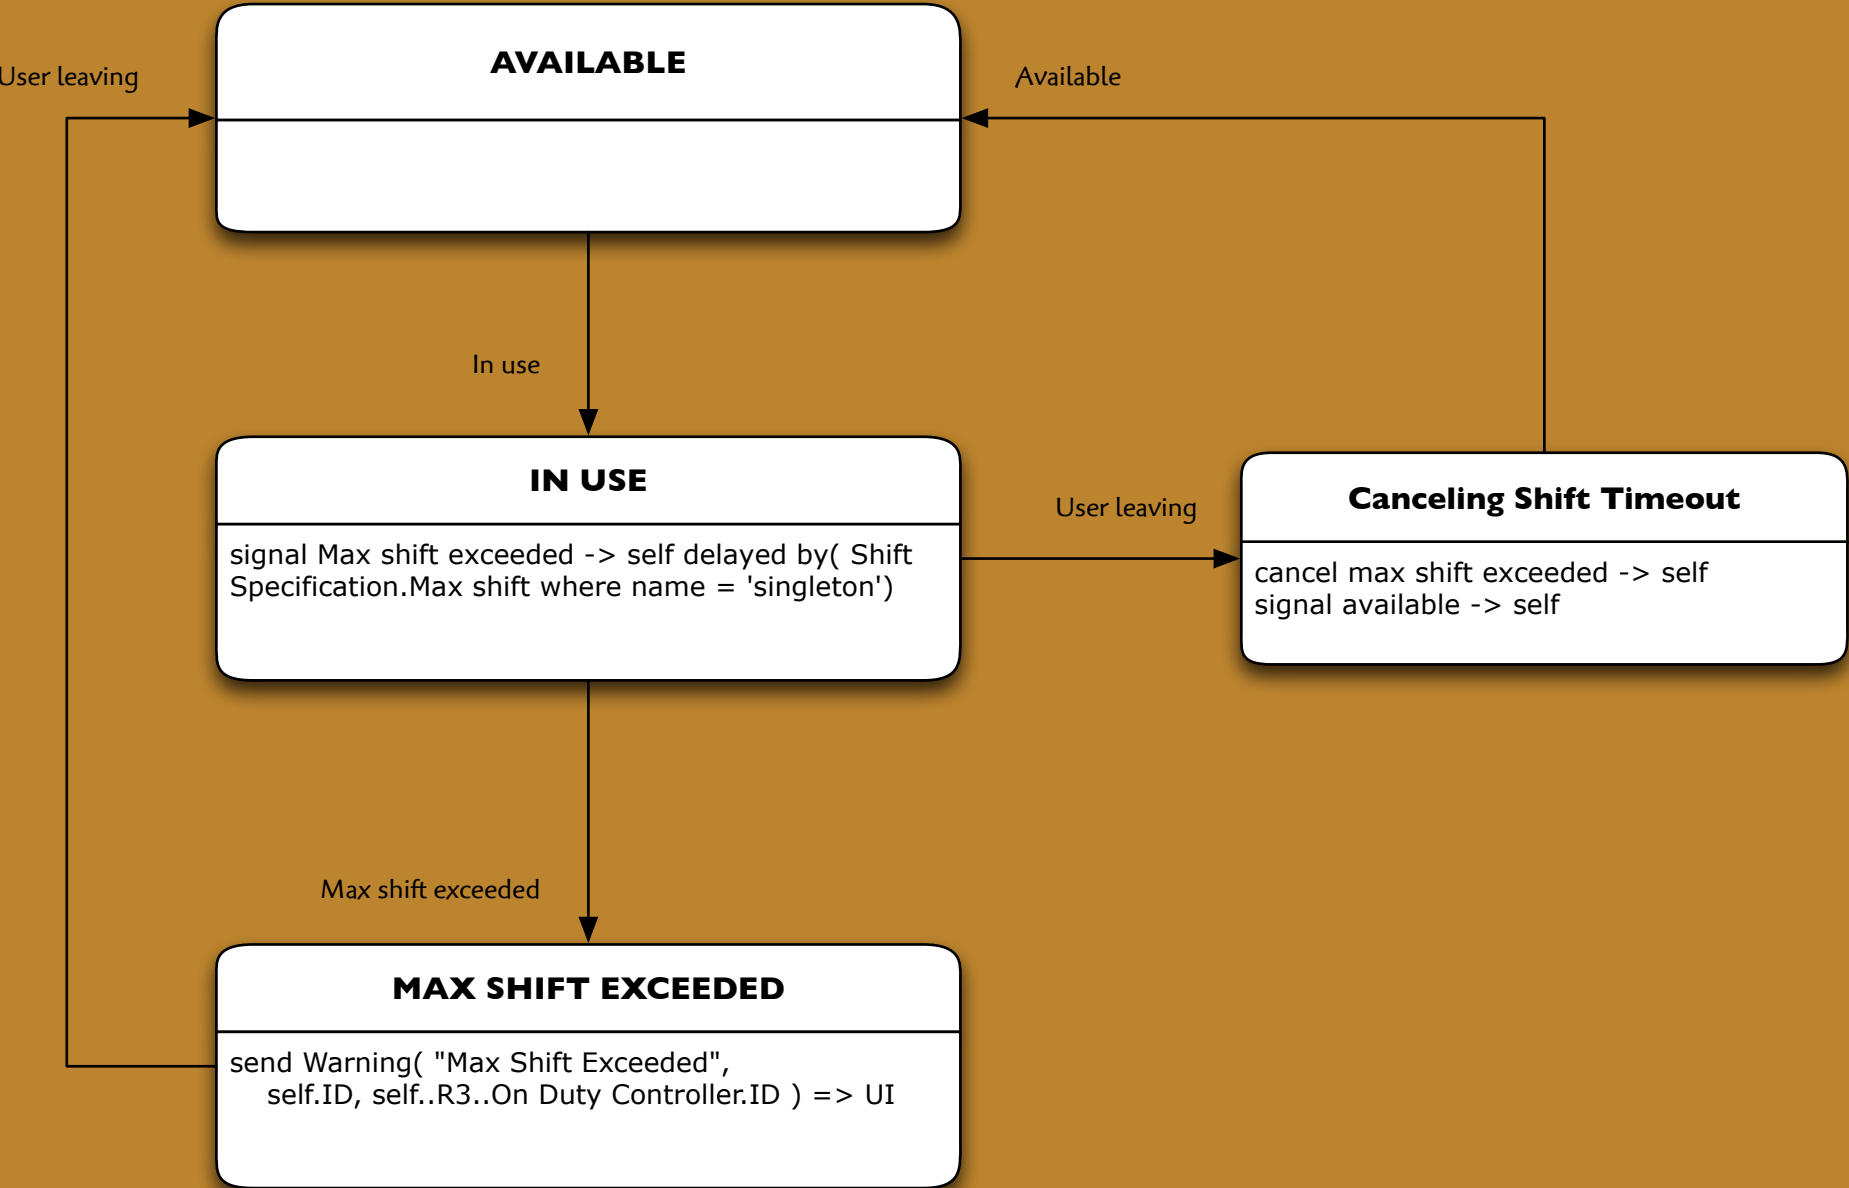 AVAILABLE
User leaving
Available
In use
IN USE
signal Max shift exceeded -> self delayed by( Shift
Specification.Max shift where name = 'singleton')
User leaving
Canceling Shift Timeout
cancel max shift exceeded -> self
signal available -> self
Max shift exceeded
MAX SHIFT EXCEEDED
send Warning( "Max Shift Exceeded",
self.ID, self..R3..On Duty Controller.ID ) => UI